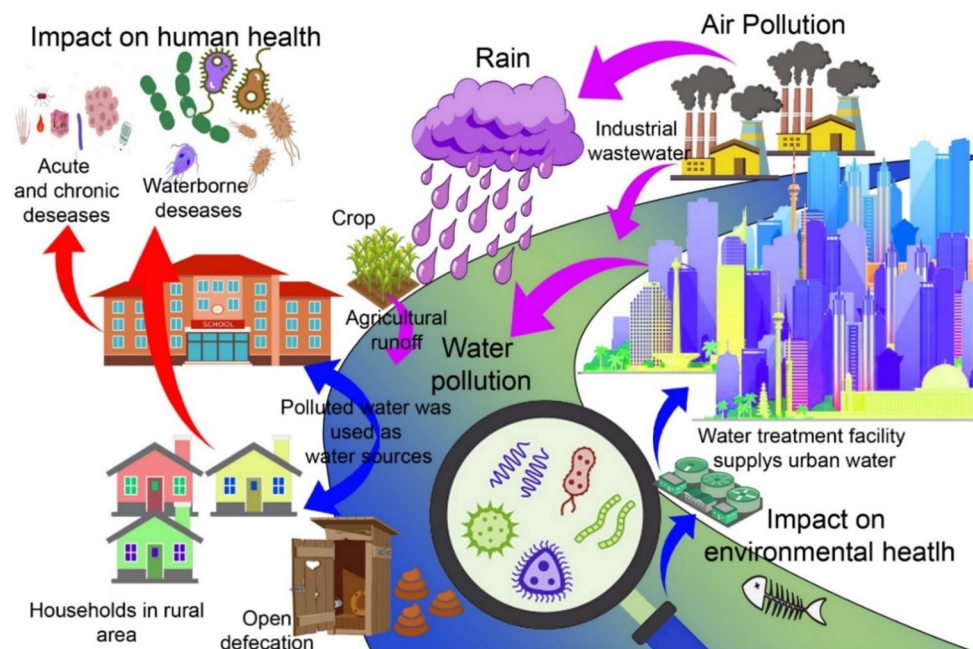 Impact on human health
Acute
and chronic
deseases
Waterborne
deseases
Rain
Air Pollution
Industrial
wastewater
Crop
Agricultural
runoff
Water
pollution
SCHOOL
Polluted water was
used as
water sources
Water treatment facility
supplys urban water
Impact on
environmental heatlh
Households in rural
area
Open
defecation